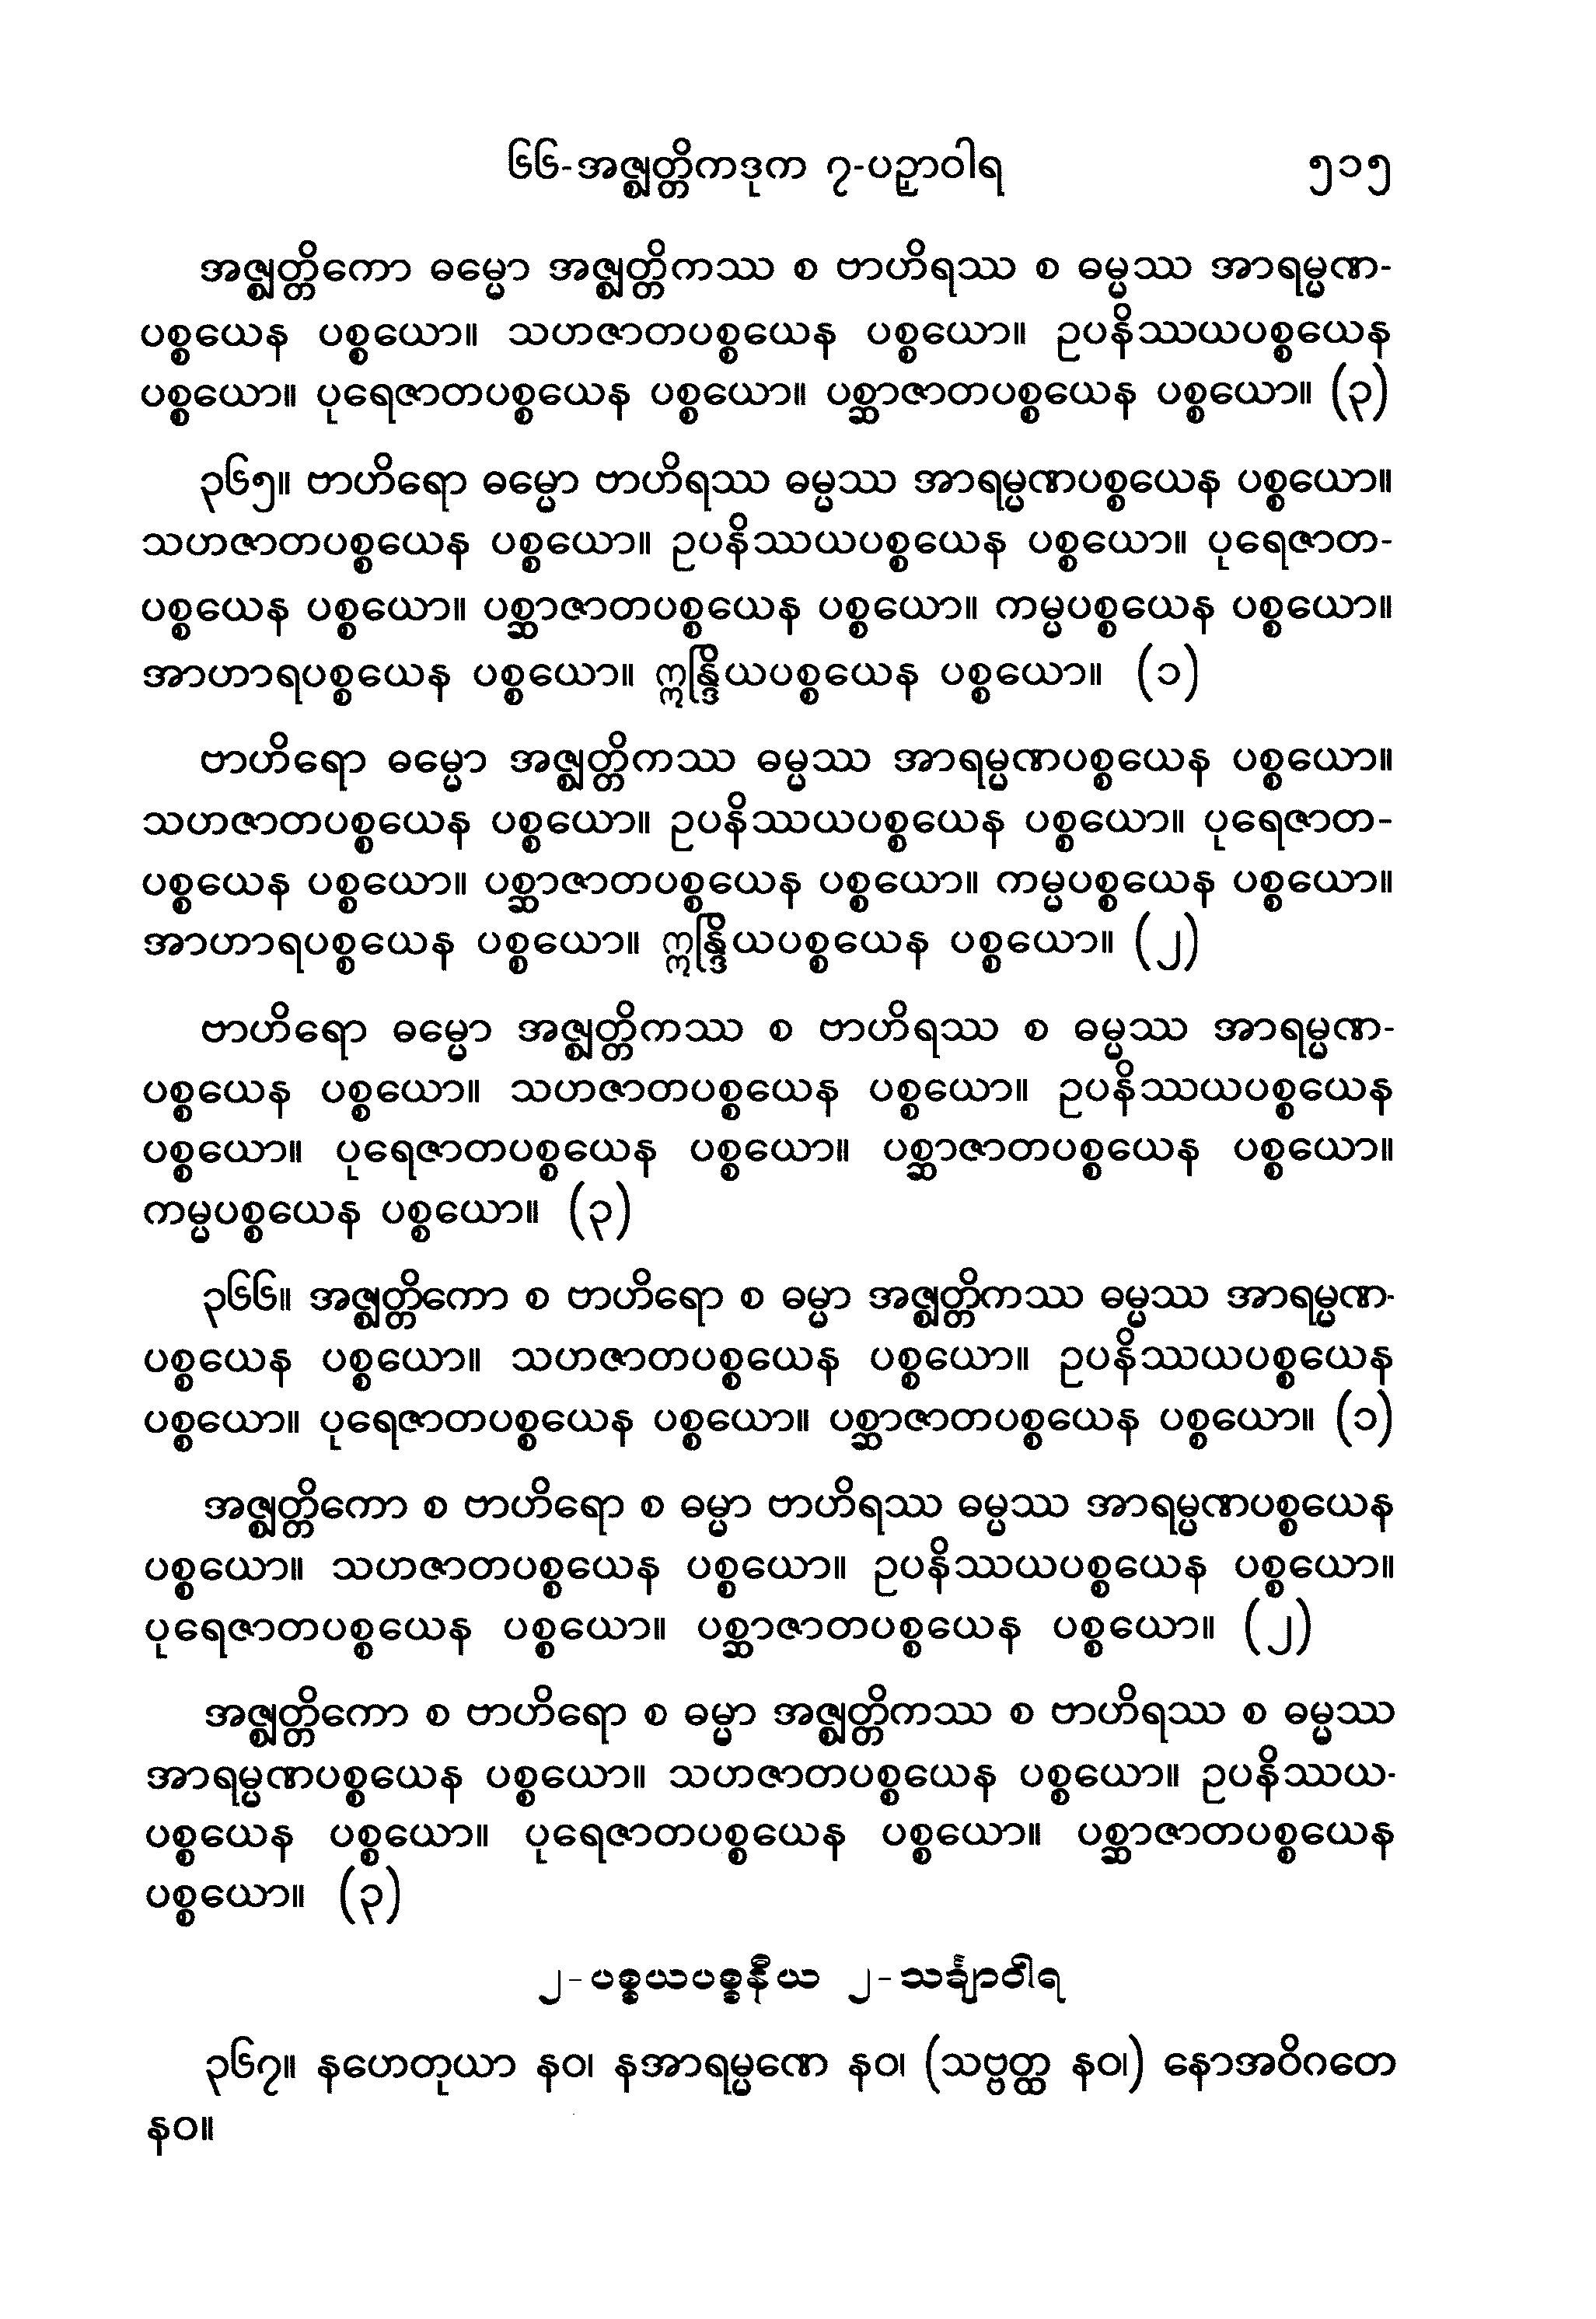 ၆၆-အဇ္ဈတ္တိကဒုက ၇-ပဉှာဝါရ ၅၁၅
အဇ္ဈတ္တိကော ဓမ္မော အဇ္ဈတ္တိကဿ စ ဗာဟိရဿ စ ဓမ္မဿ အာရမ္မဏ-
ပစ္စယေန ပစ္စယော။ သဟဇာတပစ္စယေန ပစ္စယော။ ဥပနိဿယပစ္စယေန
ပစ္စယော။ ပုရေဇာတပစ္စယေန ပစ္စယော။ ပစ္ဆာဇာတပစ္စယေန ပစ္စယော။ (၃)
၃၆၅။ ဗာဟိရော ဓမ္မော ဗာဟိရဿ ဓမ္မဿ အာရမ္မဏပစ္စယေန ပစ္စယော။
သဟဇာတပစ္စယေန ပစ္စယော။ ဥပနိဿယပစ္စယေန ပစ္စယော။ ပုရေဇာတ-
ပစ္စယေန ပစ္စယော။ ပစ္ဆာဇာတပစ္စယေန ပစ္စယော။ ကမ္မပစ္စယေန ပစ္စယော။
အာဟာရပစ္စယေန ပစ္စယော။ ဣန္ဒြိယပစ္စယေန ပစ္စယော။ (၁)
ဗာဟိရော ဓမ္မော အဇ္ဈတ္တိကဿ ဓမ္မဿ အာရမ္မဏပစ္စယေန ပစ္စယော။
သဟဇာတပစ္စယေန ပစ္စယော။ ဥပနိဿယပစ္စယေန ပစ္စယော။ ပုရေဇာတ-
ပစ္စယေန ပစ္စယော။ ပစ္ဆာဇာတပစ္စယေန ပစ္စယော။ ကမ္မပစ္စယေန ပစ္စယော။
အာဟာရပစ္စယေန ပစ္စယော။ ဣန္ဒြိယပစ္စယေန ပစ္စယော။ (၂)
ဗာဟိရော ဓမ္မော အဇ္ဈတ္တိကဿ စ ဗာဟိရဿ စ ဓမ္မဿ အာရမ္မဏ-
ပစ္စယေန ပစ္စယော။ သဟဇာတပစ္စယေန ပစ္စယော။ ဥပနိဿယပစ္စယေန
ပစ္စယော။ ပုရေဇာတပစ္စယေန ပစ္စယော။ ပစ္ဆာဇာတပစ္စယေန ပစ္စယော။
ကမ္မပစ္စယေန ပစ္စယော။ (၃)
၃၆၆။ အဇ္ဈတ္တိကော စ ဗာဟိရော စ ဓမ္မာ အဇ္ဈတ္တိကဿ ဓမ္မဿ အာရမ္မဏ-
ပစ္စယေန ပစ္စယော။ သဟဇာတပစ္စယေန ပစ္စယော။ ဥပနိဿယပစ္စယေန
ပစ္စယော။ ပုရေဇာတပစ္စယေန ပစ္စယော။ ပစ္ဆာဇာတပစ္စယေန ပစ္စယော။ (၁)
အဇ္ဈတ္တိကော စ ဗာဟိရော စ ဓမ္မာ ဗာဟိရဿ ဓမ္မဿ အာရမ္မဏပစ္စယေန
ပစ္စယော။ သဟဇာတပစ္စယေန ပစ္စယော။ ဥပနိဿယပစ္စယေန ပစ္စယော။
ပုရေဇာတပစ္စယေန ပစ္စယော။ ပစ္ဆာဇာတပစ္စယေန ပစ္စယော။ (၂)
အဇ္ဈတ္တိကော စ ဗာဟိရော စ ဓမ္မာ အဇ္ဈတ္တိကဿ စ ဗာဟိရဿ စ ဓမ္မဿ
အာရမ္မဏပစ္စယေန ပစ္စယော။ သဟဇာတပစ္စယေန ပစ္စယော။ ဥပနိဿယ-
ပစ္စယေန ပစ္စယော။ ပုရေဇာတပစ္စယေန ပစ္စယော။ ပစ္ဆာဇာတပစ္စယေန
ပစ္စယော။ (၃)
၂-ပစ္စယပစ္စနီယ ၂-သင်္ချာဝါရ
၃၆၇။ နဟေတုယာ နဝ၊ နအာရမ္မဏေ နဝ၊ (သဗ္ဗတ္ထ နဝ၊) နောအဝိဂတေ
နဝ။